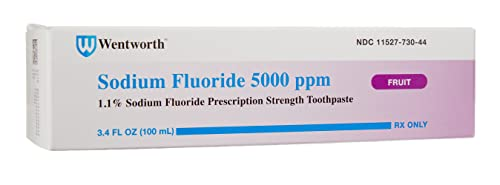 Wentworth™
NDC 11527-730-44
Sodium Fluoride 5000 ppm
FRUIT
1.1% Sodium Fluoride Prescription Strength Toothpaste
3.4 FL OZ (100 mL)
RX ONLY